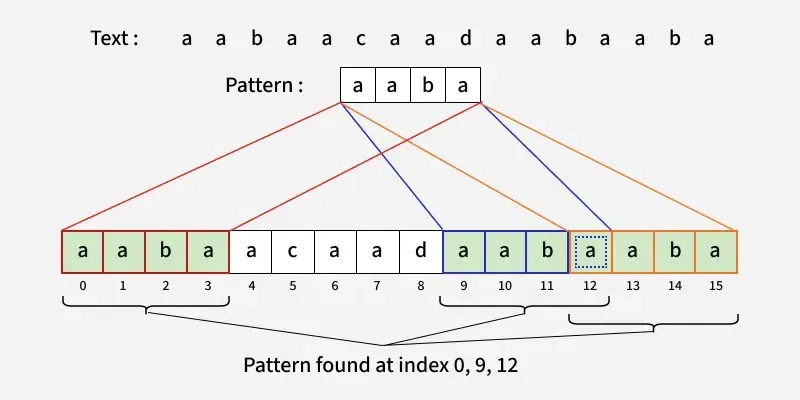 Text : a a b a a c a a d a a b a a b a
Pattern : a a b a
a a b a a c a a d a a b a a b a
0 1 2 3 4 5 6 7 8 9 10 11 12 13 14 15
Pattern found at index 0, 9, 12